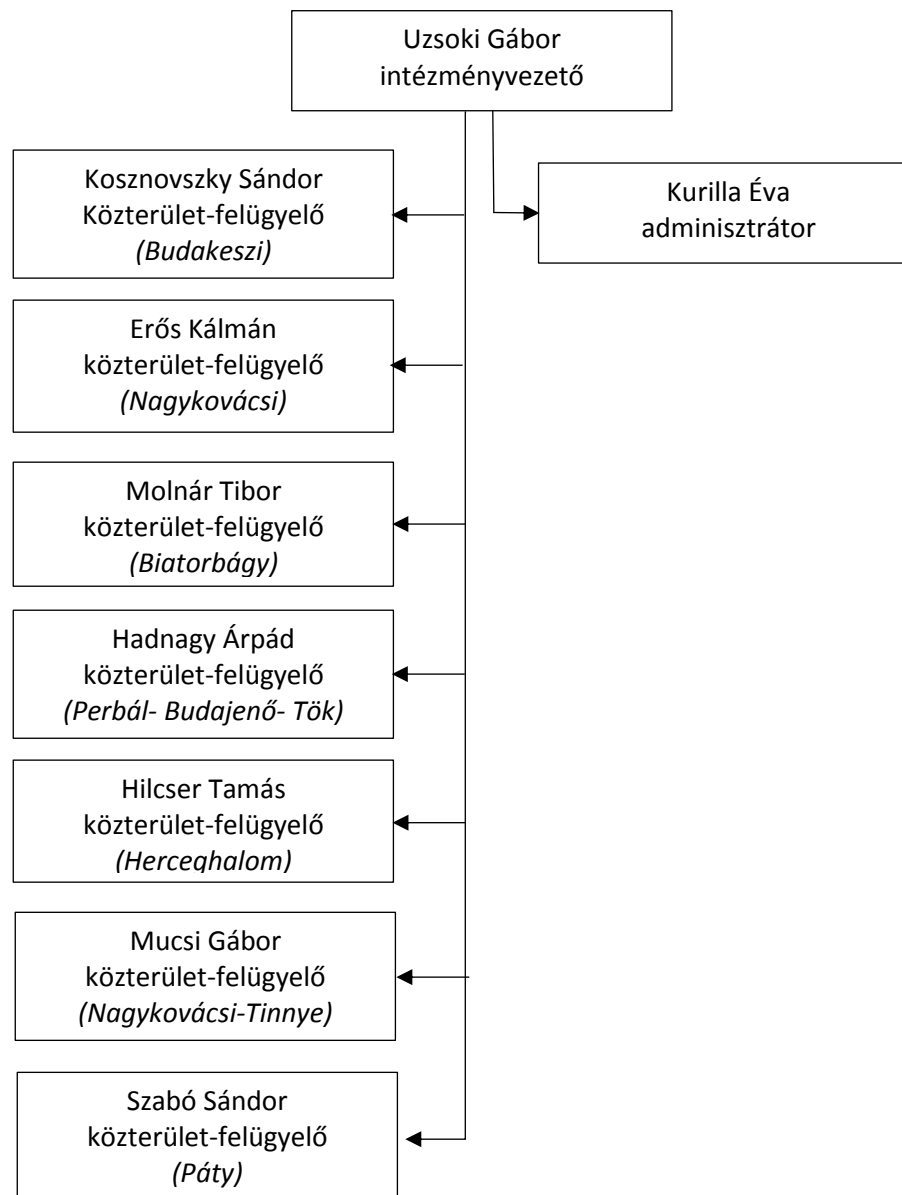 Uzsoki Gábor
intézményvezető
Kosznovszky Sándor
Közterület-felügyelő
(Budakeszi)
Kurilla Éva
adminisztrátor
Erős Kálmán
közterület-felügyelő
(Nagykovácsi)
Molnár Tibor
közterület-felügyelő
(Biatorbágy)
Hadnagy Árpád
közterület-felügyelő
(Perbál- Budajenő- Tök)
Hilcser Tamás
közterület-felügyelő
(Herceghalom)
Mucsi Gábor
közterület-felügyelő
(Nagykovácsi-Tinnye)
Szabó Sándor
közterület-felügyelő
(Páty)